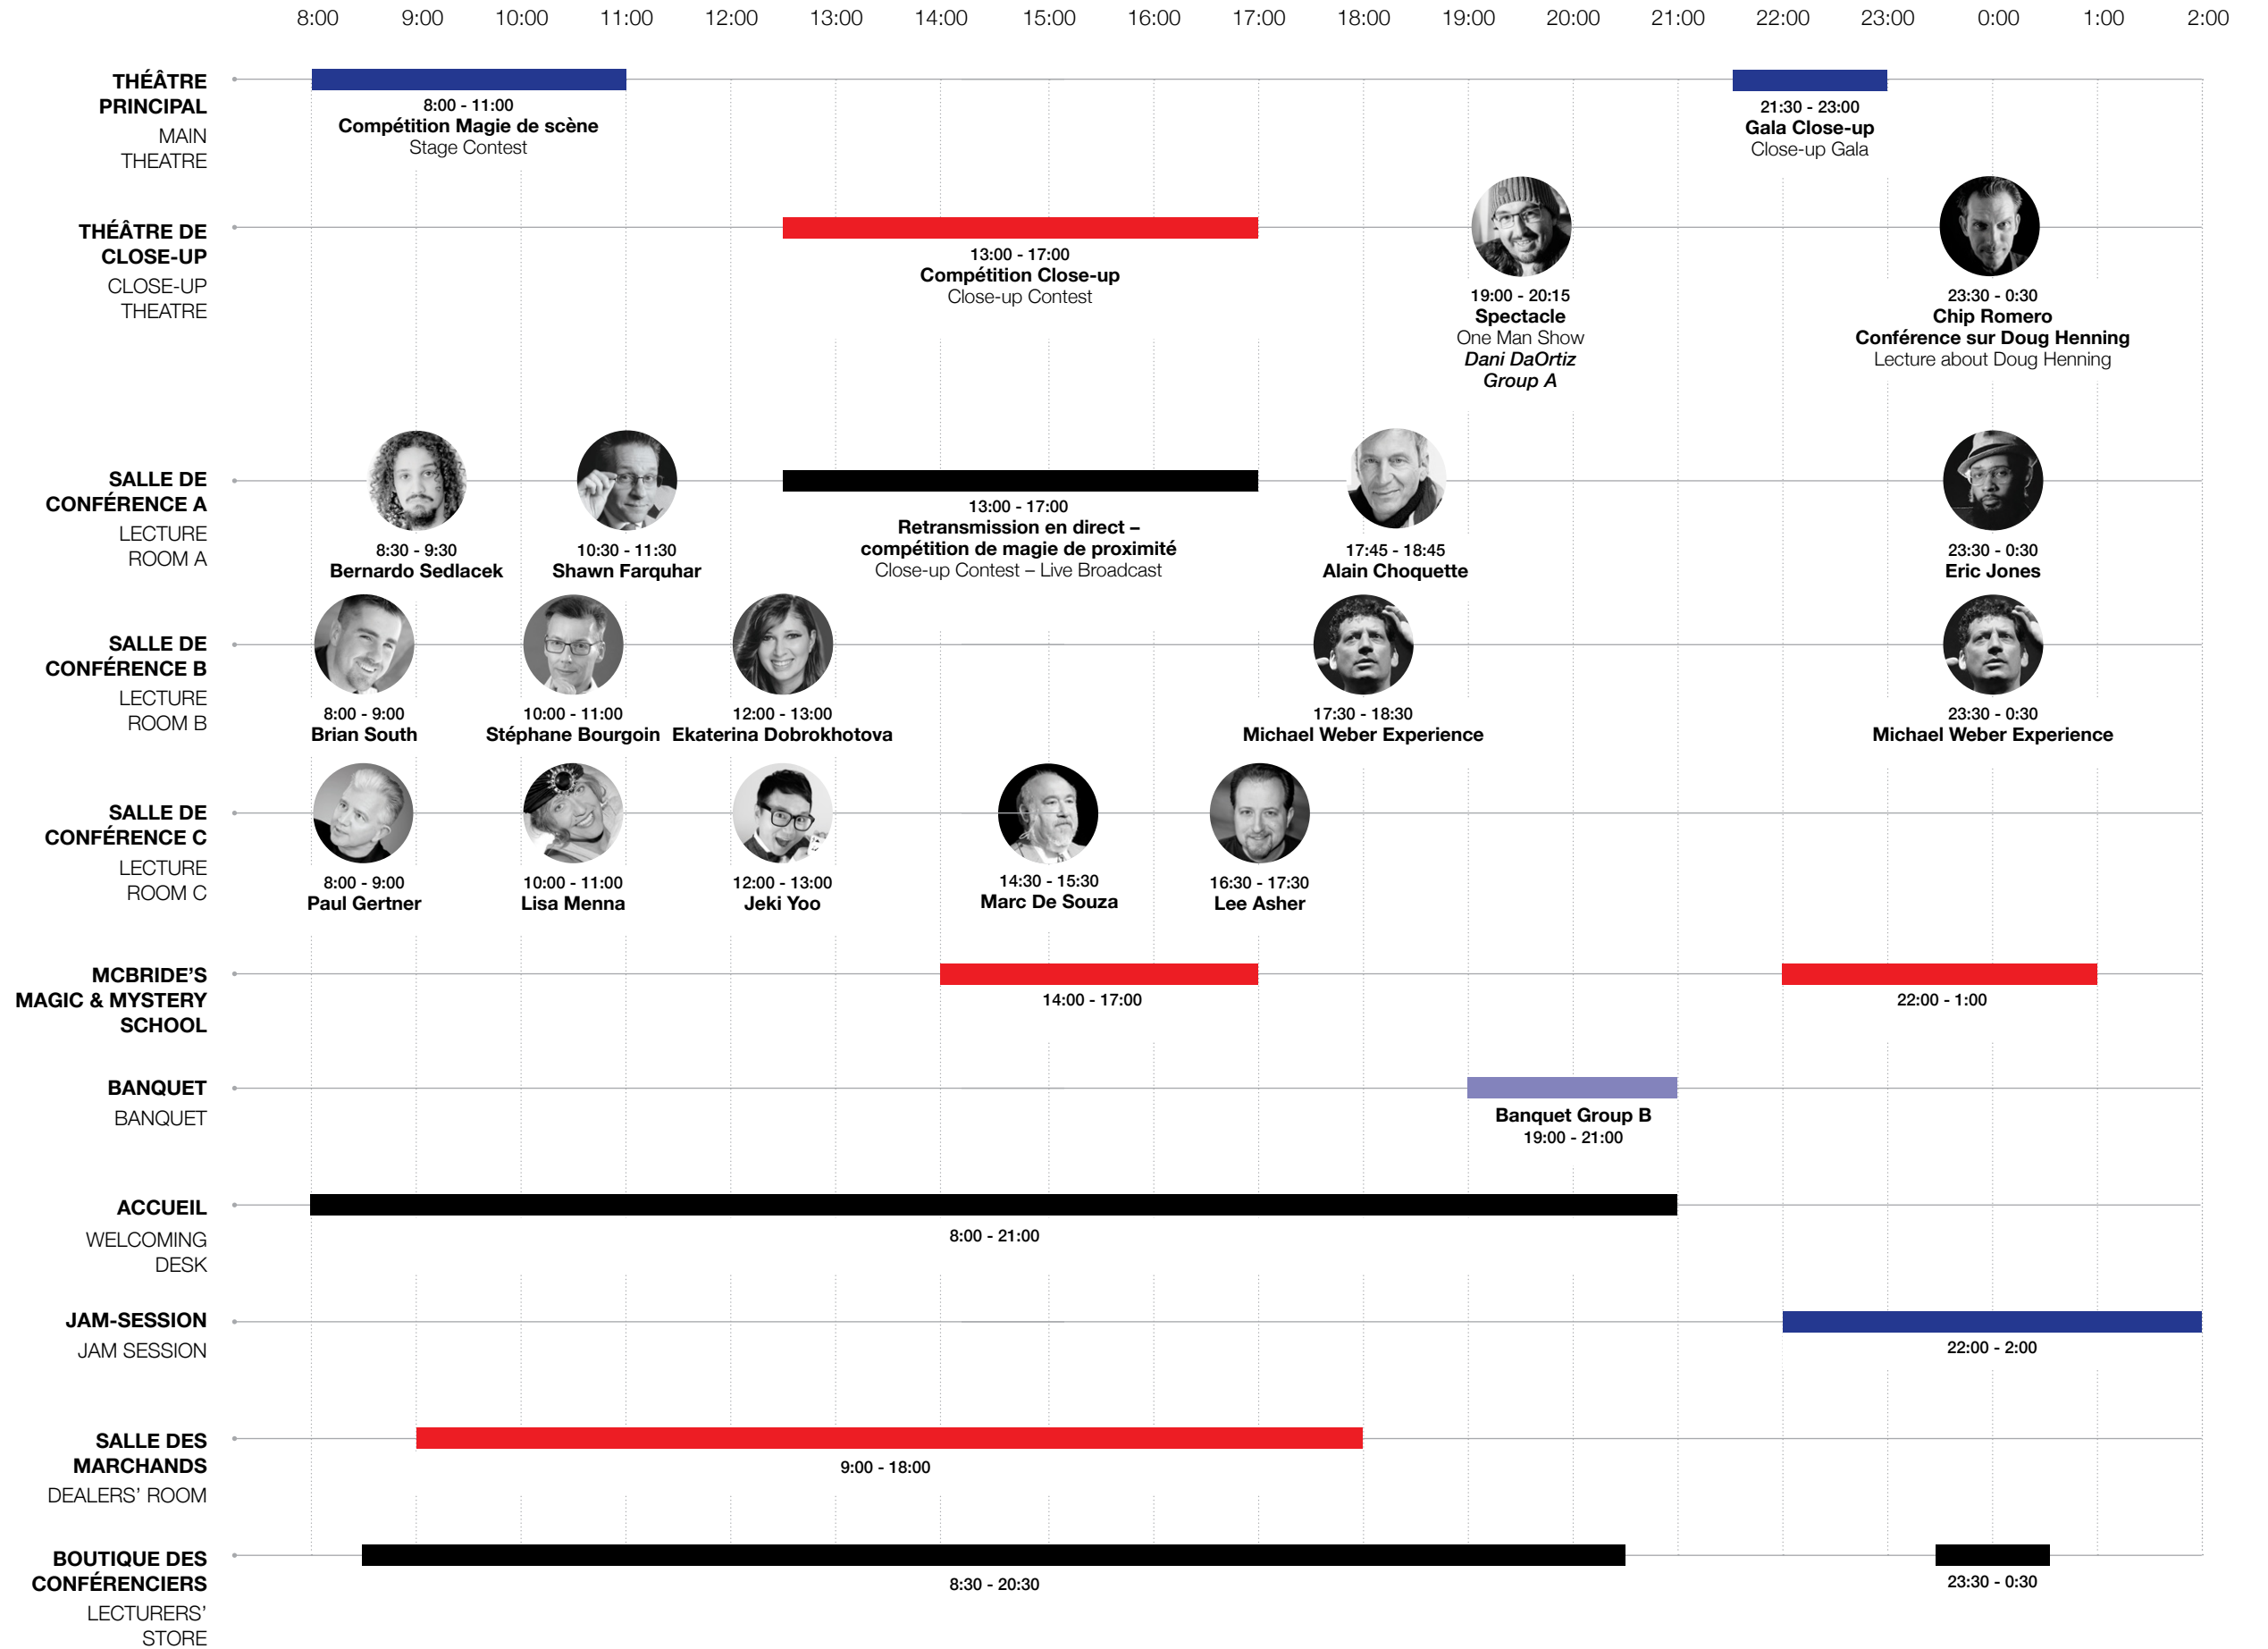 8:00 9:00 10:00 11:00 12:00 13:00 14:00 15:00 16:00 17:00 18:00 19:00 20:00 21:00 22:00 23:00 0:00 1:00 2:00
THÉÂTRE
PRINCIPAL
MAIN
THEATRE
8:00 - 11:00
Compétition Magie de scène
Stage Contest
21:30 - 23:00
Gala Close-up
Close-up Gala
THÉÂTRE DE
CLOSE-UP
CLOSE-UP
THEATRE
13:00 - 17:00
Compétition Close-up
Close-up Contest
19:00 - 20:15
Spectacle
One Man Show
Dani DaOrtiz
Group A
23:30 - 0:30
Chip Romero
Conférence sur Doug Henning
Lecture about Doug Henning
SALLE DE
CONFÉRENCE A
LECTURE
ROOM A
8:30 - 9:30
Bernardo Sedlacek
10:30 - 11:30
Shawn Farquhar
13:00 - 17:00
Retransmission en direct –
compétition de magie de proximité
Close-up Contest – Live Broadcast
17:45 - 18:45
Alain Choquette
23:30 - 0:30
Eric Jones
SALLE DE
CONFÉRENCE B
LECTURE
ROOM B
8:00 - 9:00
Brian South
10:00 - 11:00
Stéphane Bourgoin
12:00 - 13:00
Ekaterina Dobrokhotova
17:30 - 18:30
Michael Weber Experience
23:30 - 0:30
Michael Weber Experience
SALLE DE
CONFÉRENCE C
LECTURE
ROOM C
8:00 - 9:00
Paul Gertner
10:00 - 11:00
Lisa Menna
12:00 - 13:00
Jeki Yoo
14:30 - 15:30
Marc De Souza
16:30 - 17:30
Lee Asher
MCBRIDE'S
MAGIC & MYSTERY
SCHOOL
14:00 - 17:00
22:00 - 1:00
BANQUET
BANQUET
Banquet Group B
19:00 - 21:00
ACCUEIL
WELCOMING
DESK
8:00 - 21:00
JAM-SESSION
JAM SESSION
22:00 - 2:00
SALLE DES
MARCHANDS
DEALERS' ROOM
9:00 - 18:00
BOUTIQUE DES
CONFÉRENCIERS
LECTURERS'
STORE
8:30 - 20:30
23:30 - 0:30